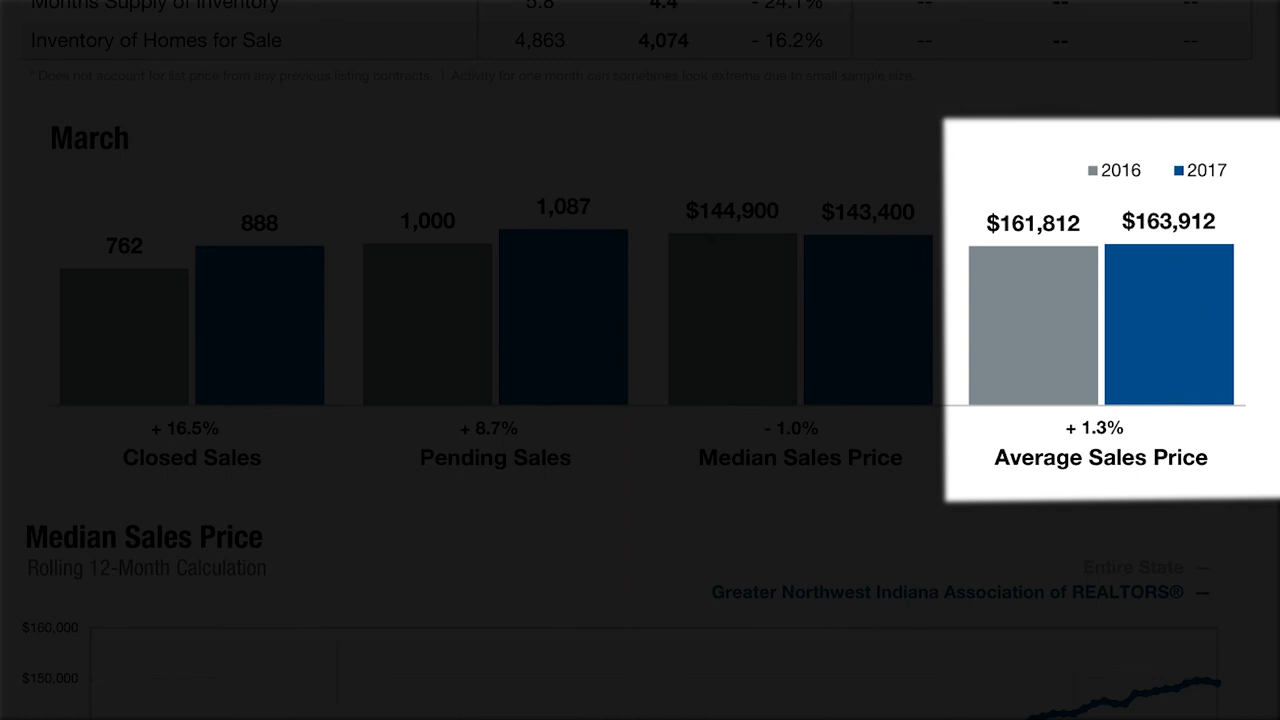 Months Supply of Inventory 5.8 4.4 - 24.1% -- -- --
Inventory of Homes for Sale 4,863 4,074 - 16.2% -- -- --
* Does not account for list price from any previous listing contracts. | Activity for one month can sometimes look extreme due to small sample size.
March
2016 2017
762 888 1,000 1,087 $144,900 $143,400 $161,812 $163,912
+ 16.5% + 8.7% - 1.0% + 1.3%
Closed Sales Pending Sales Median Sales Price Average Sales Price
Median Sales Price
Rolling 12-Month Calculation
Entire State —
Greater Northwest Indiana Association of REALTORS® —
$160,000
$150,000